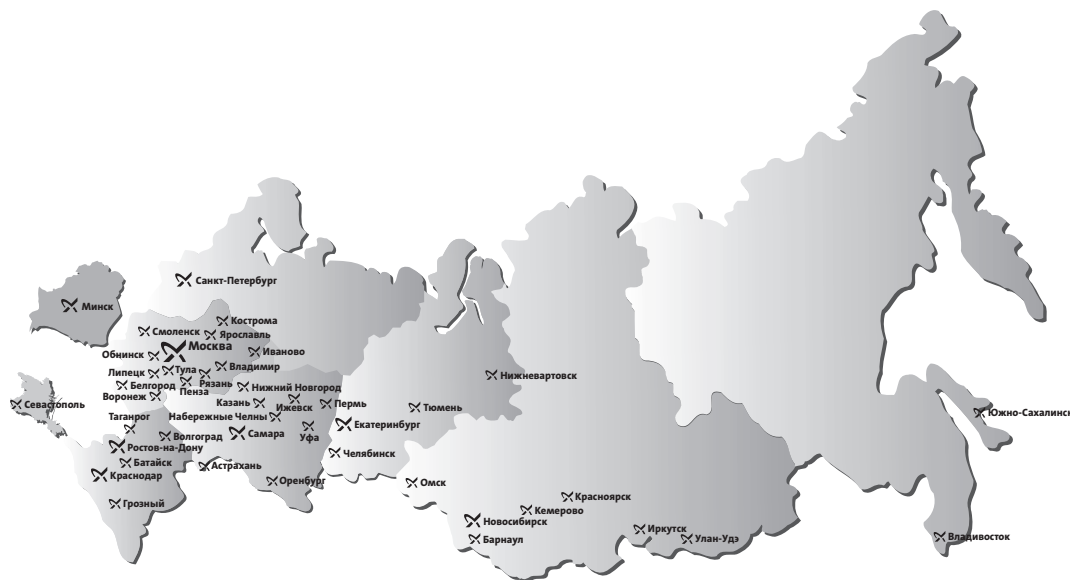 Санкт-Петербург
Минск
Кострома
Смоленск
Ярославль
Москва
Обнинск
Иваново
Владимир
Липецк
Тула
Рязань
Белгород
Пенза
Нижний Новгород
Воронеж
Казань
Ижевск
Пермь
Нижневартовск
Севастополь
Таганрог
Набережные Челны
Тюмень
Южно-Сахалинск
Екатеринбург
Волгоград
Самара
Уфа
Ростов-на-Дону
Челябинск
Батайск
Астрахань
Краснодар
Оренбург
Омск
Грозный
Красноярск
Кемерово
Новосибирск
Иркутск
Барнаул
Улан-Удэ
Владивосток